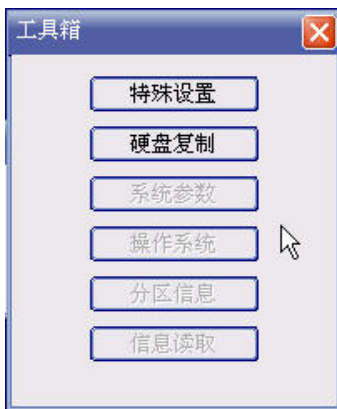 工具箱
特殊设置
硬盘复制
系统参数
操作系统
分区信息
信息读取